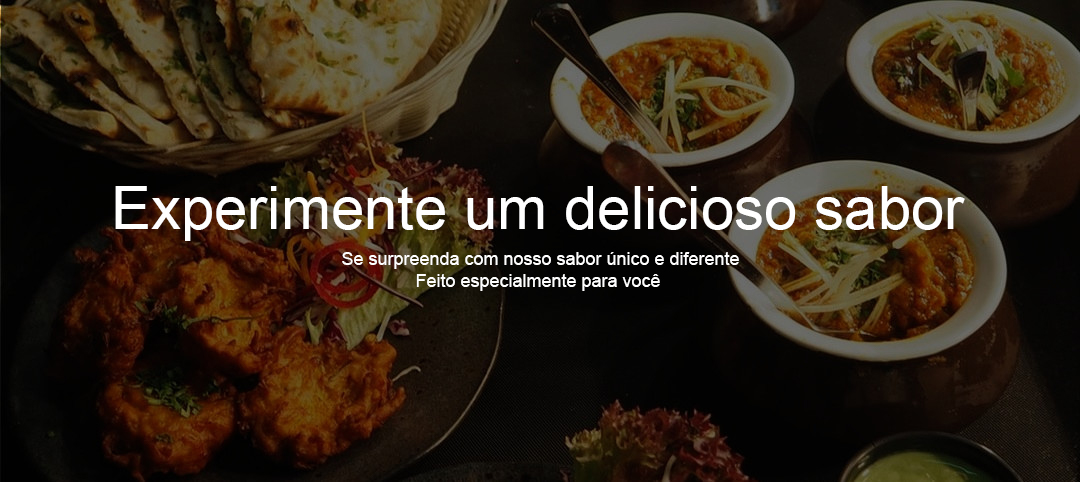 Experimente um delicioso sabor
Se surpreenda com nosso sabor único e diferente
Feito especialmente para você